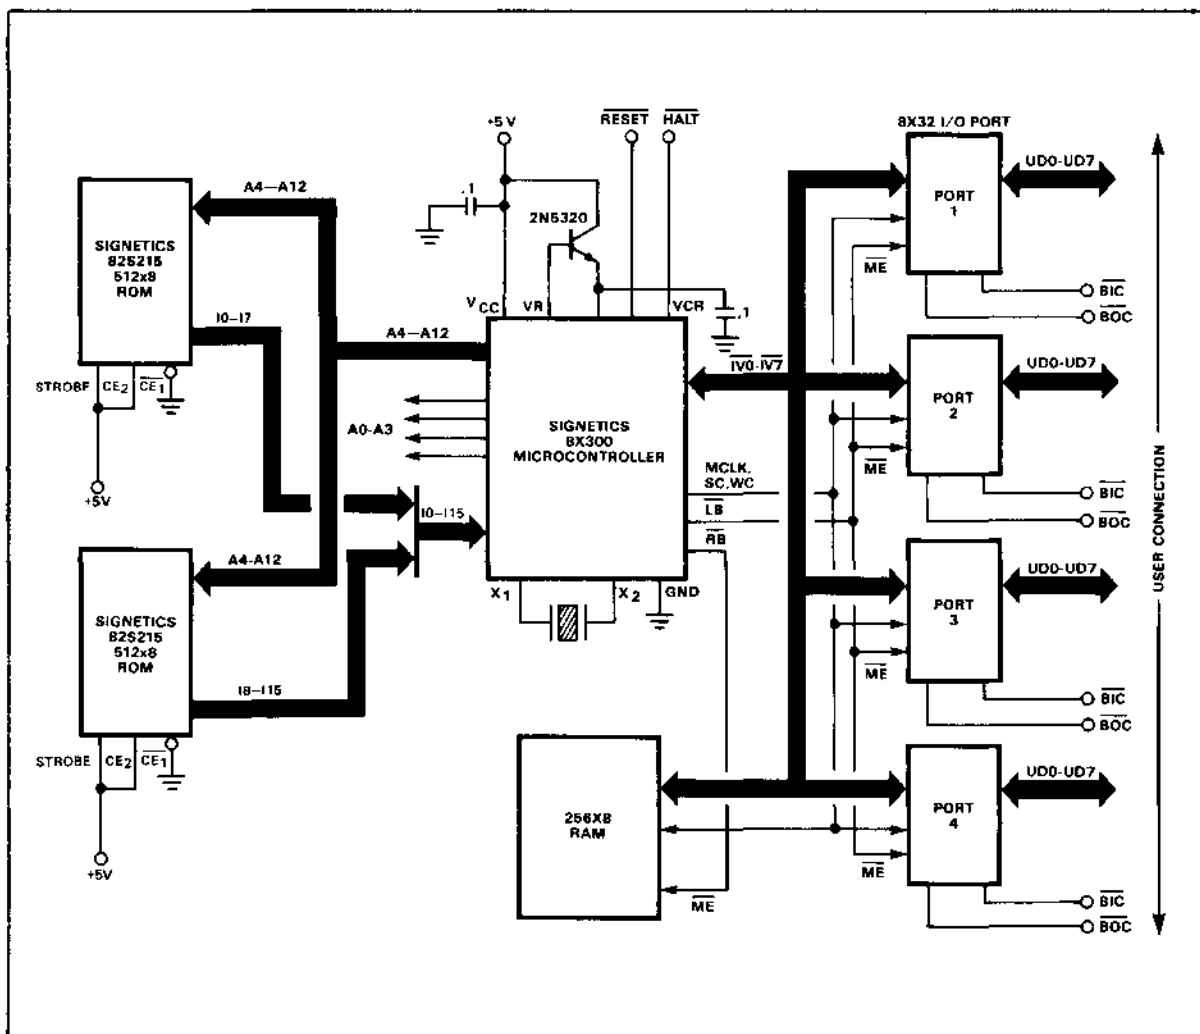 +5 V
RESET
HALT
8X32 I/O PORT
.1
2N5320
VCC
VR
VCR
.1
A4—A12
SIGNETICS
82S215
512x8
ROM
I0-I7
STROBE
CE2
CE1
+5V
A4—A12
A0-A3
I0-I15
SIGNETICS
8X300
MICROCONTROLLER
IV0-IV7
MCLK,
SC,WC
LB
RB
X1
X2
GND
A4-A12
SIGNETICS
82S215
512x8
ROM
I8-I15
STROBE
CE2
CE1
+5V
256X8
RAM
ME
PORT
1
UD0-UD7
ME
BIC
BOC
PORT
2
UD0-UD7
ME
BIC
BOC
PORT
3
UD0-UD7
ME
BIC
BOC
PORT
4
UD0-UD7
ME
BIC
BOC
USER CONNECTION